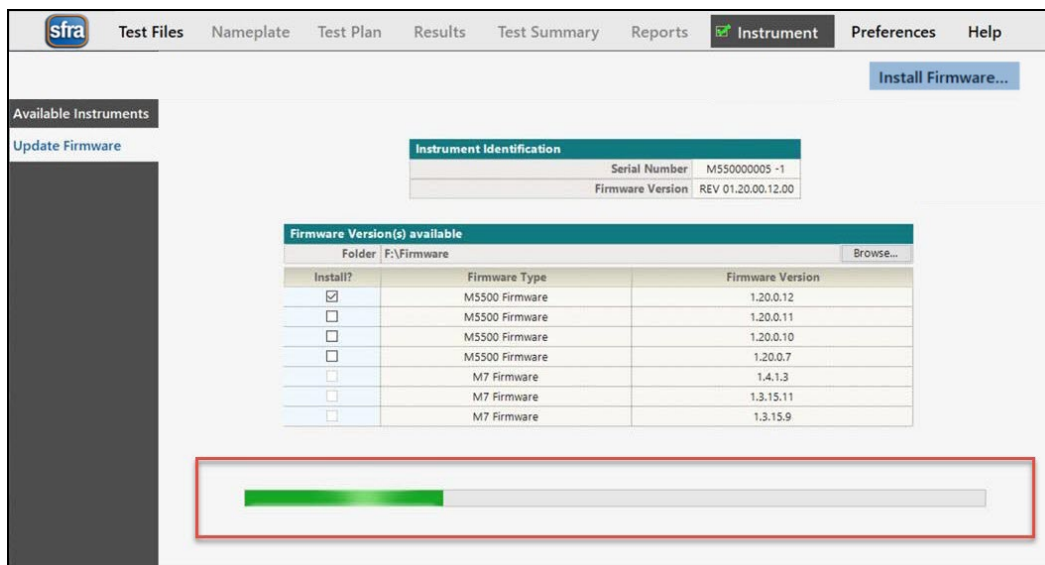 sfra Test Files Nameplate Test Plan Results Test Summary Reports Instrument Preferences Help
Install Firmware...
Available Instruments
Update Firmware
Instrument Identification
Serial Number M550000005 -1
Firmware Version REV 01.20.00.12.00
Firmware Version(s) available
Folder F:\Firmware Browse...
Install? Firmware Type Firmware Version
M5500 Firmware 1.20.0.12
M5500 Firmware 1.20.0.11
M5500 Firmware 1.20.0.10
M5500 Firmware 1.20.0.7
M7 Firmware 1.4.1.3
M7 Firmware 1.3.15.11
M7 Firmware 1.3.15.9